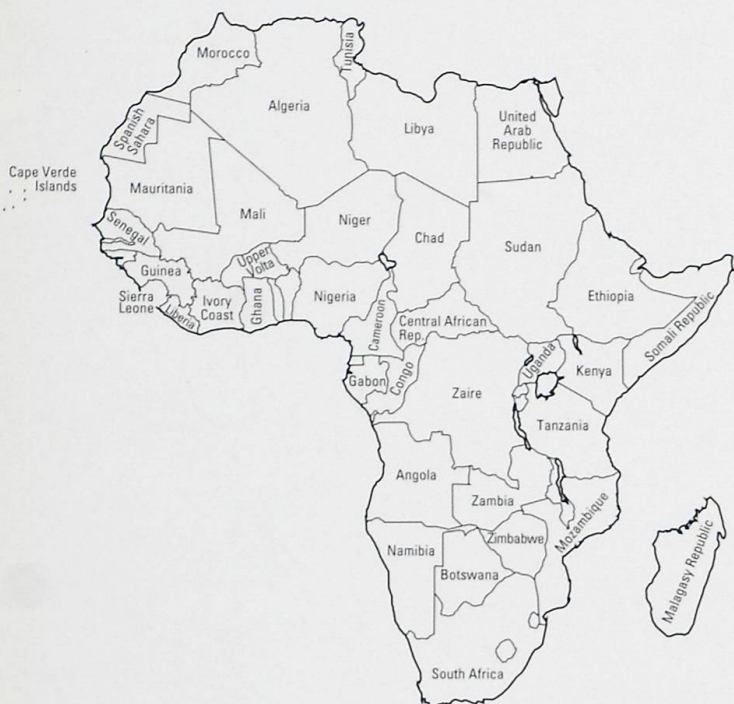 Morocco
Tunisia
Algeria
Libya
United
Arab
Republic
Spanish
Sahara
Cape Verde
Islands
Mauritania
Mali
Niger
Chad
Sudan
Senegal
Upper
Volta
Guinea
Sierra
Leone
Liberia
Ivory
Coast
Ghana
Nigeria
Cameroon
Central African
Rep.
Ethiopia
Somali Republic
Gabon
Congo
Zaire
Uganda
Kenya
Tanzania
Angola
Zambia
Mozambique
Malagasy Republic
Namibia
Zimbabwe
Botswana
South Africa